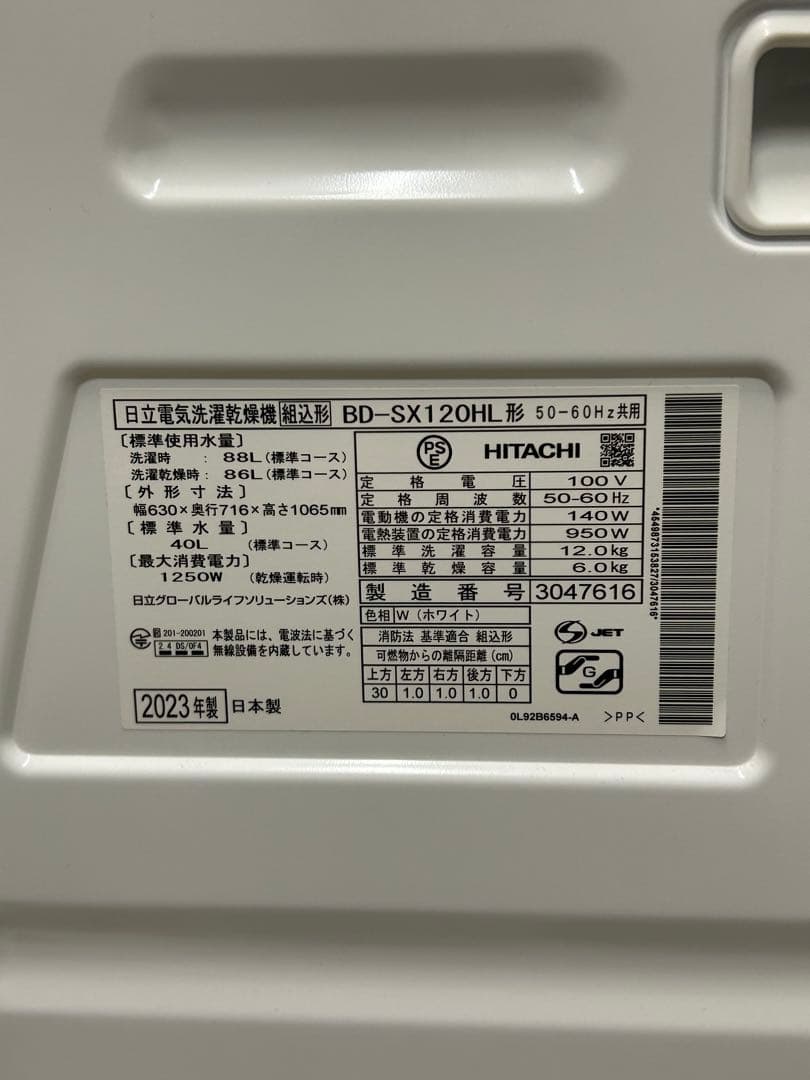 日立電気洗濯乾燥機 組込形 BD-SX120HL形 50-60Hz共用
〔標準使用水量〕
洗濯時 : 88L(標準コース)
洗濯乾燥時: 86L(標準コース)
〔外形寸法〕
幅630×奥行716×高さ1065mm
〔標準水量〕
40L (標準コース)
〔最大消費電力〕
1250W (乾燥運転時)
日立グローバルライフソリューションズ(株)
201-200201 本製品には、電波法に基づく
2.4 DS/OF4 無線設備を内蔵しています。
2023年製 日本製
PS
E
HITACHI
定格電圧 100V
定格周波数 50-60Hz
電動機の定格消費電力 140W
電熱装置の定格消費電力 950W
標準洗濯容量 12.0kg
標準乾燥容量 6.0kg
製造番号 3047616
色相 W(ホワイト)
消防法 基準適合 組込形
可燃物からの離隔距離(cm)
上方 左方 右方 後方 下方
30 1.0 1.0 1.0 0
S JET
G
0L92B6594-A >PP<
*4549873153827/3047616*